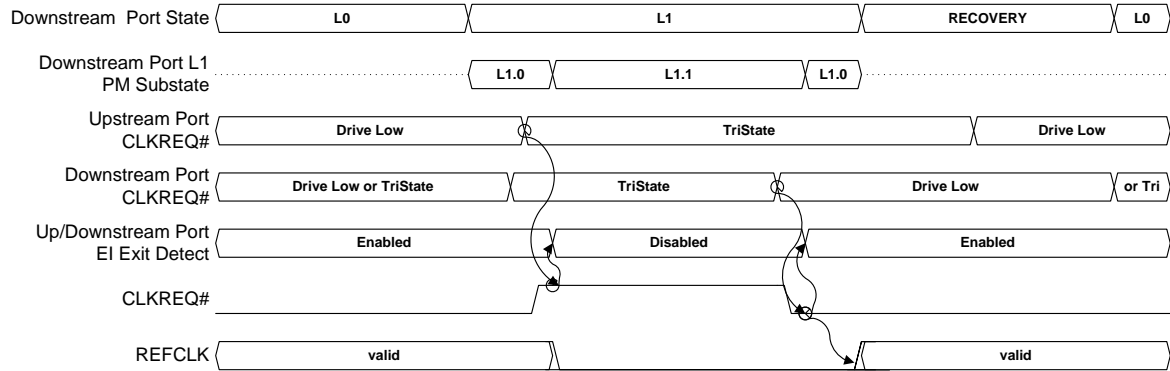 Downstream  Port State
L0
L1
RECOVERY
L0
Downstream Port L1
PM Substate
L1.0
L1.1
L1.0
Upstream Port
CLKREQ#
Drive Low
TriState
Drive Low
Downstream Port
CLKREQ#
Drive Low or TriState
TriState
Drive Low
or Tri
Up/Downstream Port
EI Exit Detect
Enabled
Disabled
Enabled
CLKREQ#
REFCLK
valid
valid